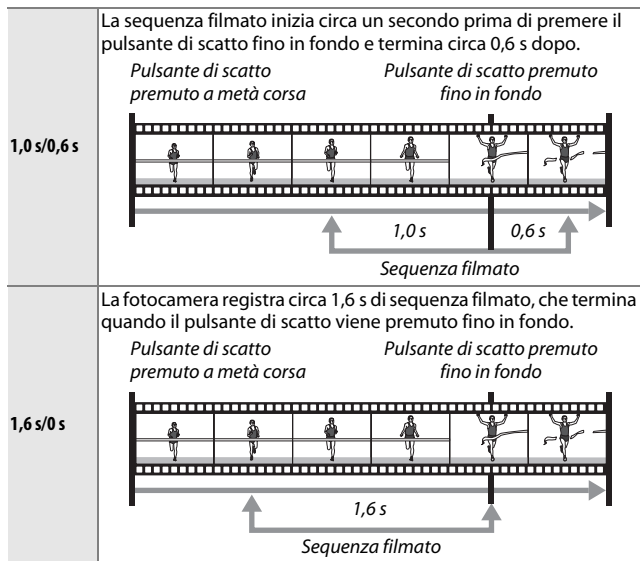 La sequenza filmato inizia circa un secondo prima di premere il
pulsante di scatto fino in fondo e termina circa 0,6 s dopo.
Pulsante di scatto
premuto a metà corsa
Pulsante di scatto premuto
fino in fondo
1,0 s/0,6 s
1,0 s
0,6 s
Sequenza filmato
La fotocamera registra circa 1,6 s di sequenza filmato, che termina
quando il pulsante di scatto viene premuto fino in fondo.
Pulsante di scatto
premuto a metà corsa
Pulsante di scatto premuto
fino in fondo
1,6 s/0 s
1,6 s
Sequenza filmato